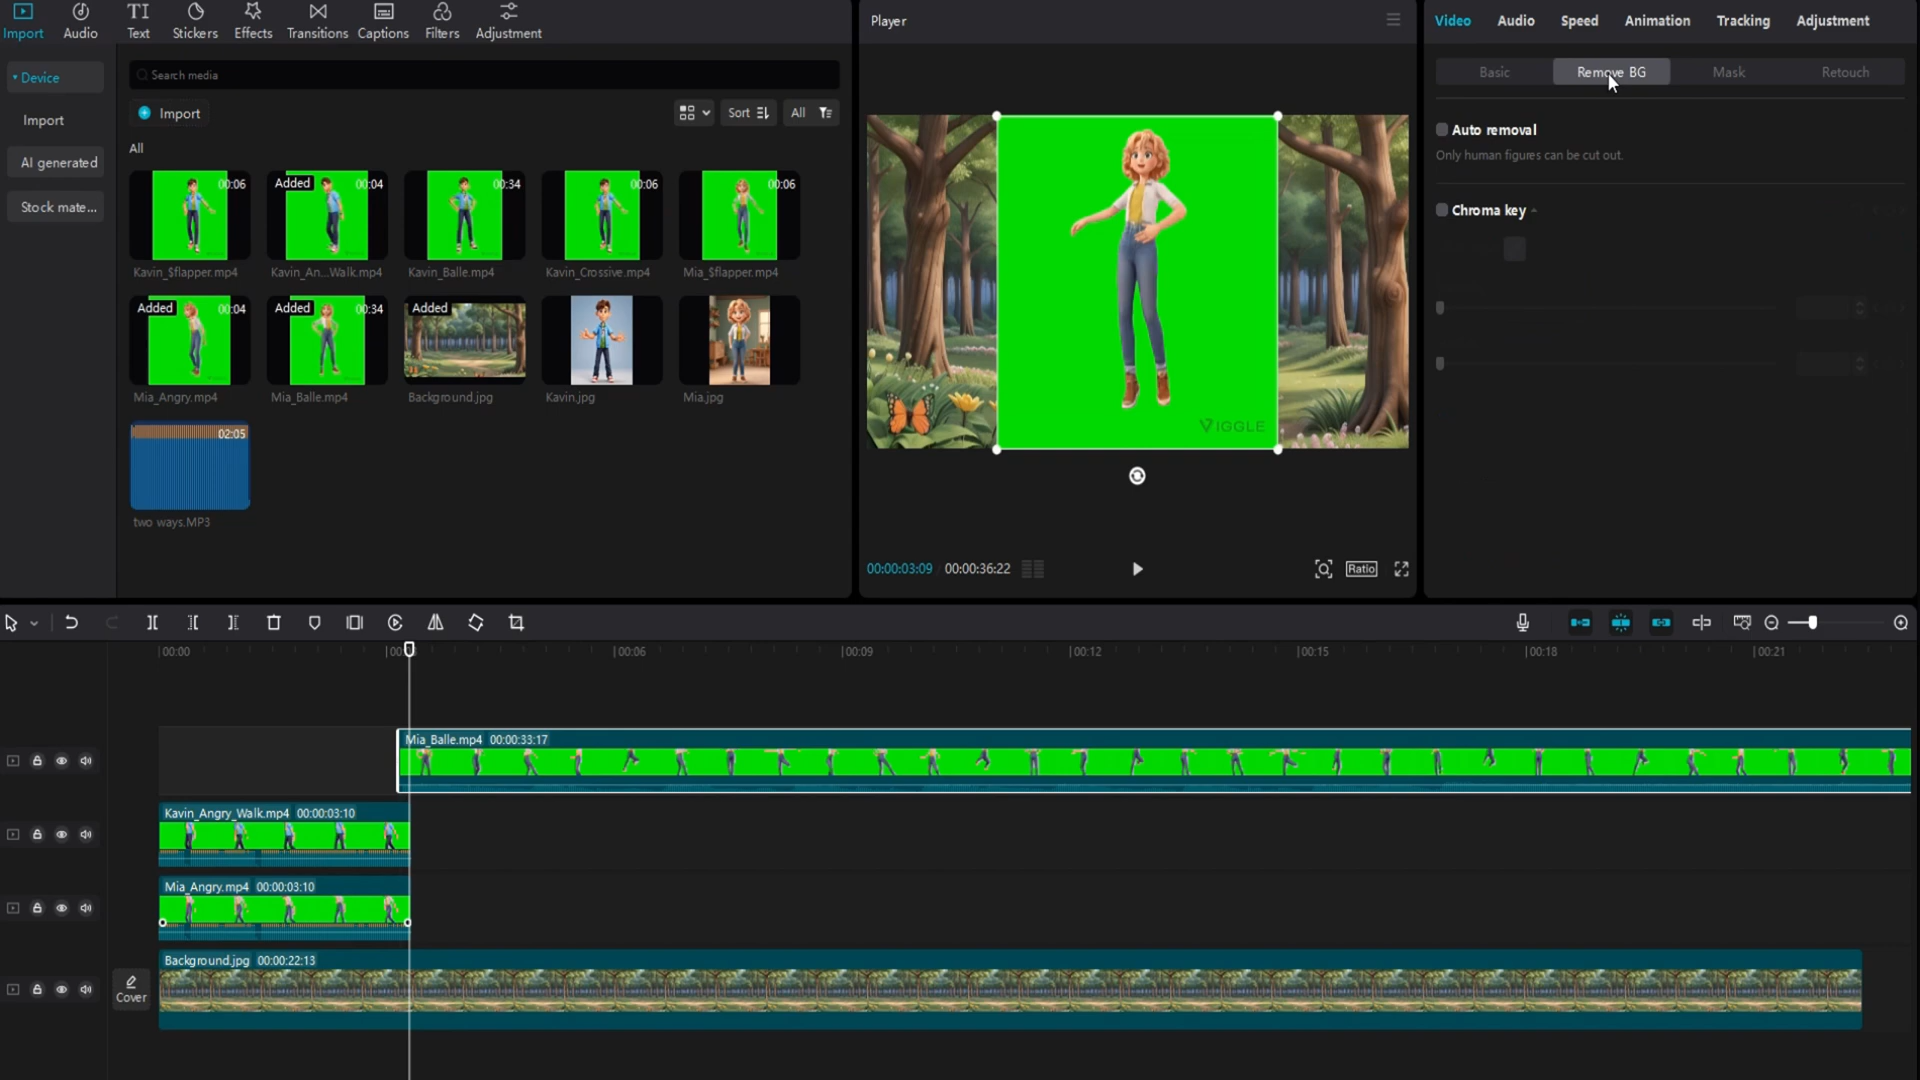 Import
Audio
Text
Stickers
Effects
Transitions
Captions
Filters
Adjustment
Device
Import
AI generated
Stock mate...
Search media
Import
Sort
All
All
00:06
Kavin_$flapper.mp4
Added 00:04
Kavin_An...Walk.mp4
00:34
Kavin_Balle.mp4
00:06
Kavin_Crossive.mp4
00:06
Mia_$flapper.mp4
Added 00:04
Mia_Angry.mp4
Added 00:34
Mia_Balle.mp4
Added
Background.jpg
Kavin.jpg
Mia.jpg
02:05
two ways.MP3
Player
VIGGLE
00:00:03:09 00:00:36:22
Ratio
Video Audio Speed Animation Tracking Adjustment
Basic Remove BG Mask Retouch
Auto removal
Only human figures can be cut out.
Chroma key
00:00 00:06 00:09 00:12 00:15 00:18 00:21
Mia_Balle.mp4 00:00:33:17
Kavin_Angry_Walk.mp4 00:00:03:10
Mia_Angry.mp4 00:00:03:10
Background.jpg 00:00:22:13
Cover